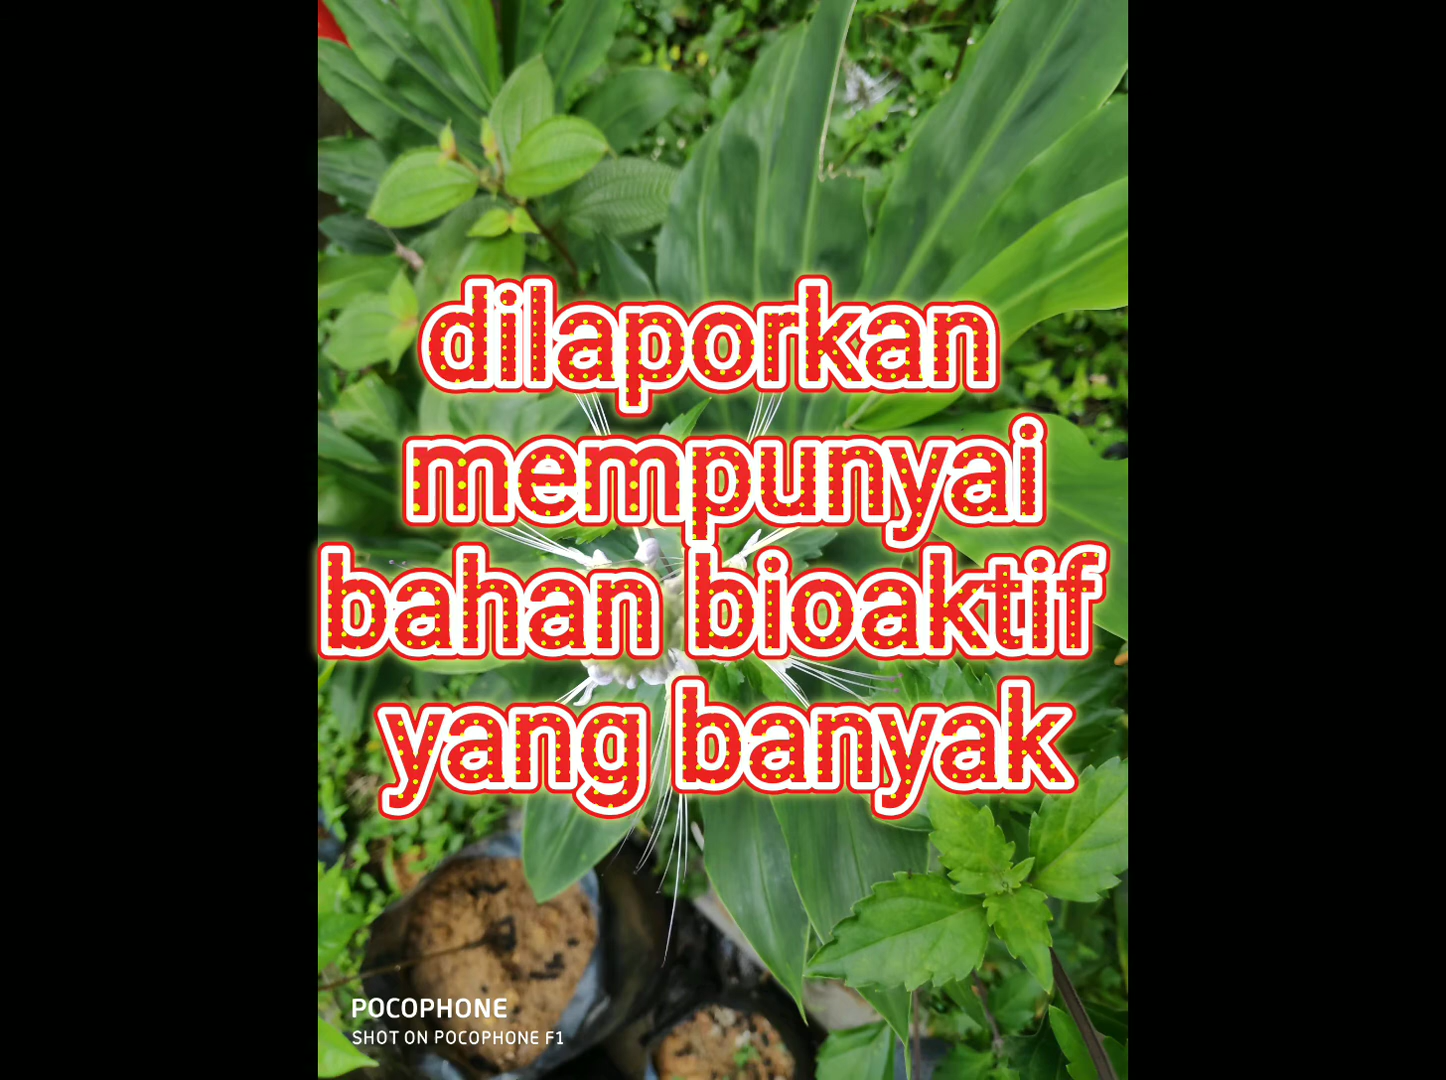 dilaporkan
mempunyai
bahan bioaktif
yang banyak
POCOPHONE
SHOT ON POCOPHONE F1